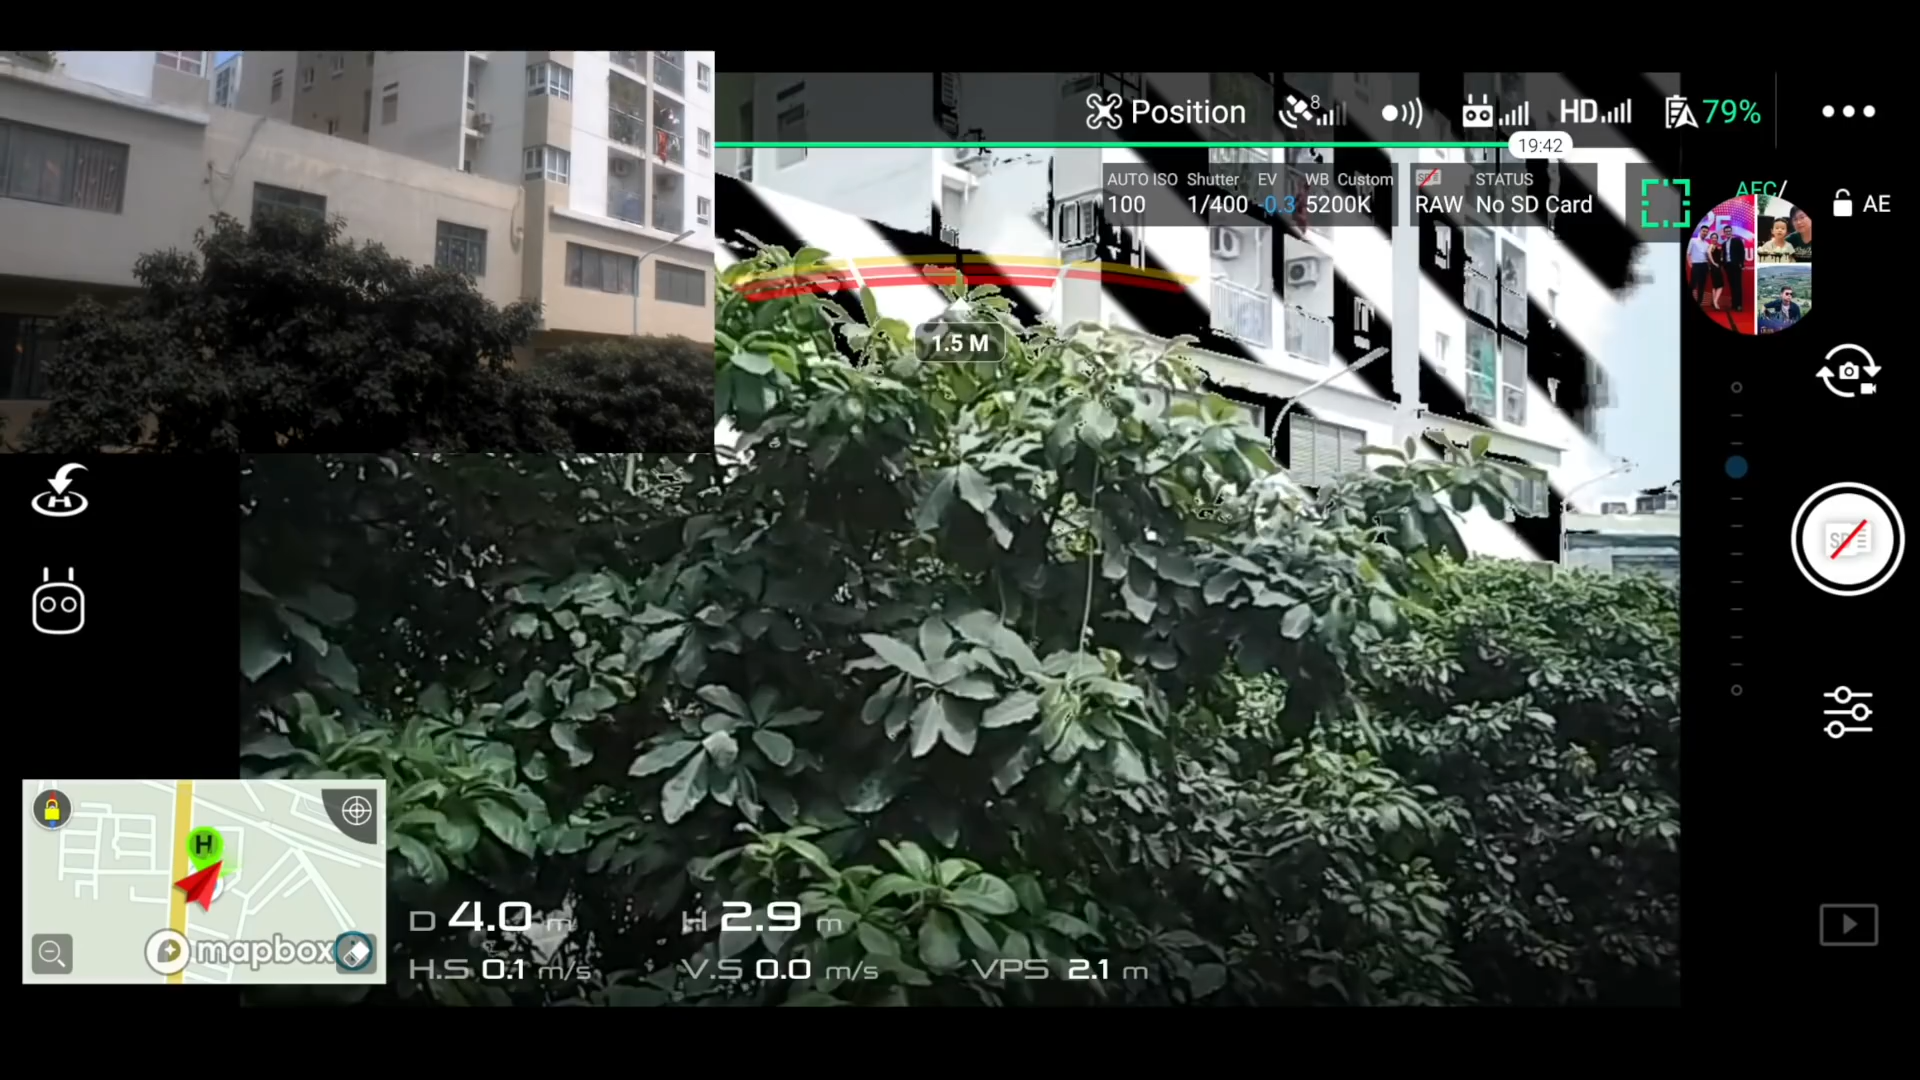 Position
8
HD
79%
19:42
AUTO ISO
100
Shutter
1/400
EV
-0.3
WB Custom
5200K
RAW
STATUS
No SD Card
AFC/
AE
1.5 M
H
mapbox
D 4.0 m
H 2.9 m
H.S 0.1 m/s
V.S 0.0 m/s
VPS 2.1 m